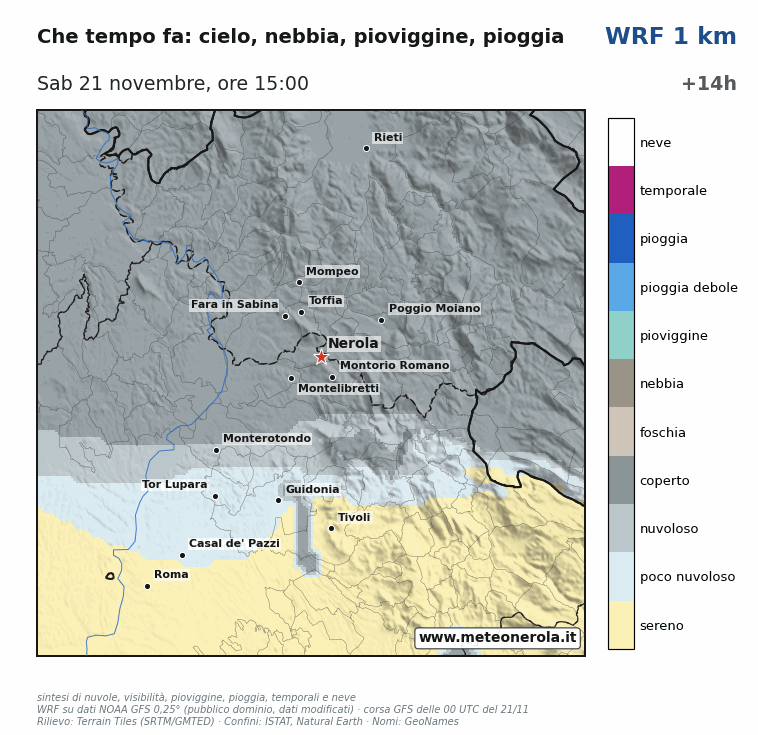 Che tempo fa: cielo, nebbia, pioviggine, pioggia
WRF 1 km
Sab 21 novembre, ore 15:00
+14h
Rieti
Mompeo
Fara in Sabina
Toffia
Poggio Moiano
Nerola
Montorio Romano
Montelibretti
Monterotondo
Tor Lupara
Guidonia
Tivoli
Casal de' Pazzi
Roma
www.meteonerola.it
neve
temporale
pioggia
pioggia debole
pioviggine
nebbia
foschia
coperto
nuvoloso
poco nuvoloso
sereno
sintesi di nuvole, visibilità, pioviggine, pioggia, temporali e neve
WRF su dati NOAA GFS 0,25° (pubblico dominio, dati modificati) · corsa GFS delle 00 UTC del 21/11
Rilievo: Terrain Tiles (SRTM/GMTED) · Confini: ISTAT, Natural Earth · Nomi: GeoNames